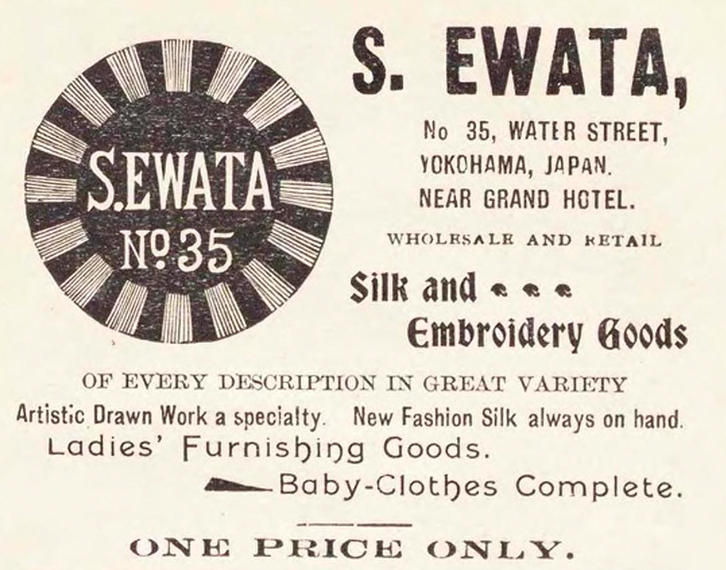 S.EWATA
Nº 35
S. EWATA,
No 35, WATER STREET,
YOKOHAMA, JAPAN.
NEAR GRAND HOTEL.
WHOLESALE AND RETAIL
Silk and
Embroidery Goods
OF EVERY DESCRIPTION IN GREAT VARIETY
Artistic Drawn Work a specialty. New Fashion Silk always on hand.
Ladies' Furnishing Goods.
Baby-Clothes Complete.
ONE PRICE ONLY.